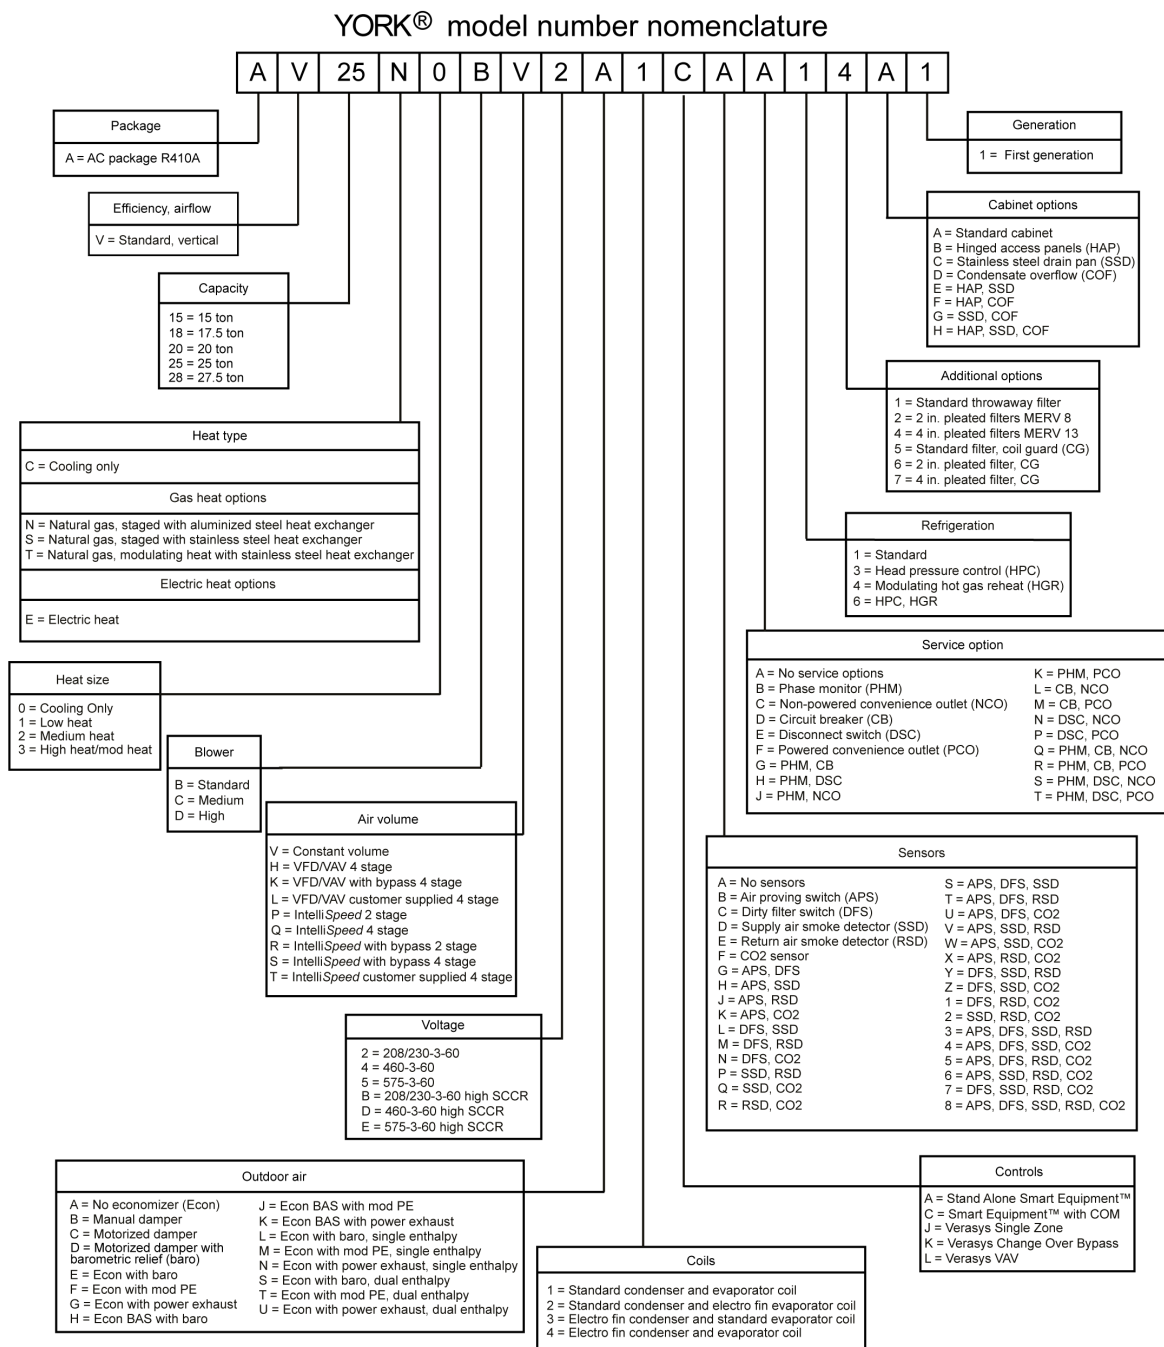 YORK® model number nomenclature
A V 25 N 0 B V 2 A 1 C A A 1 4 A 1
Package
A = AC package R410A
Efficiency, airflow
V = Standard, vertical
Capacity
15 = 15 ton
18 = 17.5 ton
20 = 20 ton
25 = 25 ton
28 = 27.5 ton
Heat type
C = Cooling only
Gas heat options
N = Natural gas, staged with aluminized steel heat exchanger
S = Natural gas, staged with stainless steel heat exchanger
T = Natural gas, modulating heat with stainless steel heat exchanger
Electric heat options
E = Electric heat
Heat size
0 = Cooling Only
1 = Low heat
2 = Medium heat
3 = High heat/mod heat
Blower
B = Standard
C = Medium
D = High
Air volume
V = Constant volume
H = VFD/VAV 4 stage
K = VFD/VAV with bypass 4 stage
L = VFD/VAV customer supplied 4 stage
P = IntelliSpeed 2 stage
Q = IntelliSpeed 4 stage
R = IntelliSpeed with bypass 2 stage
S = IntelliSpeed with bypass 4 stage
T = IntelliSpeed customer supplied 4 stage
Voltage
2 = 208/230-3-60
4 = 460-3-60
5 = 575-3-60
B = 208/230-3-60 high SCCR
D = 460-3-60 high SCCR
E = 575-3-60 high SCCR
Outdoor air
A = No economizer (Econ)
B = Manual damper
C = Motorized damper
D = Motorized damper with
barometric relief (baro)
E = Econ with baro
F = Econ with mod PE
G = Econ with power exhaust
H = Econ BAS with baro
J = Econ BAS with mod PE
K = Econ BAS with power exhaust
L = Econ with baro, single enthalpy
M = Econ with mod PE, single enthalpy
N = Econ with power exhaust, single enthalpy
S = Econ with baro, dual enthalpy
T = Econ with mod PE, dual enthalpy
U = Econ with power exhaust, dual enthalpy
Generation
1 = First generation
Cabinet options
A = Standard cabinet
B = Hinged access panels (HAP)
C = Stainless steel drain pan (SSD)
D = Condensate overflow (COF)
E = HAP, SSD
F = HAP, COF
G = SSD, COF
H = HAP, SSD, COF
Additional options
1 = Standard throwaway filter
2 = 2 in. pleated filters MERV 8
4 = 4 in. pleated filters MERV 13
5 = Standard filter, coil guard (CG)
6 = 2 in. pleated filter, CG
7 = 4 in. pleated filter, CG
Refrigeration
1 = Standard
3 = Head pressure control (HPC)
4 = Modulating hot gas reheat (HGR)
6 = HPC, HGR
Service option
A = No service options
B = Phase monitor (PHM)
C = Non-powered convenience outlet (NCO)
D = Circuit breaker (CB)
E = Disconnect switch (DSC)
F = Powered convenience outlet (PCO)
G = PHM, CB
H = PHM, DSC
J = PHM, NCO
K = PHM, PCO
L = CB, NCO
M = CB, PCO
N = DSC, NCO
P = DSC, PCO
Q = PHM, CB, NCO
R = PHM, CB, PCO
S = PHM, DSC, NCO
T = PHM, DSC, PCO
Sensors
A = No sensors
B = Air proving switch (APS)
C = Dirty filter switch (DFS)
D = Supply air smoke detector (SSD)
E = Return air smoke detector (RSD)
F = CO2 sensor
G = APS, DFS
H = APS, SSD
J = APS, RSD
K = APS, CO2
L = DFS, SSD
M = DFS, RSD
N = DFS, CO2
P = SSD, RSD
Q = SSD, CO2
R = RSD, CO2
S = APS, DFS, SSD
T = APS, DFS, RSD
U = APS, DFS, CO2
V = APS, SSD, RSD
W = APS, SSD, CO2
X = APS, RSD, CO2
Y = DFS, SSD, RSD
Z = DFS, SSD, CO2
1 = DFS, RSD, CO2
2 = SSD, RSD, CO2
3 = APS, DFS, SSD, RSD
4 = APS, DFS, SSD, CO2
5 = APS, DFS, RSD, CO2
6 = APS, SSD, RSD, CO2
7 = DFS, SSD, RSD, CO2
8 = APS, DFS, SSD, RSD, CO2
Controls
A = Stand Alone Smart Equipment™
C = Smart Equipment™ with COM
J = Verasys Single Zone
K = Verasys Change Over Bypass
L = Verasys VAV
Coils
1 = Standard condenser and evaporator coil
2 = Standard condenser and electro fin evaporator coil
3 = Electro fin condenser and standard evaporator coil
4 = Electro fin condenser and evaporator coil